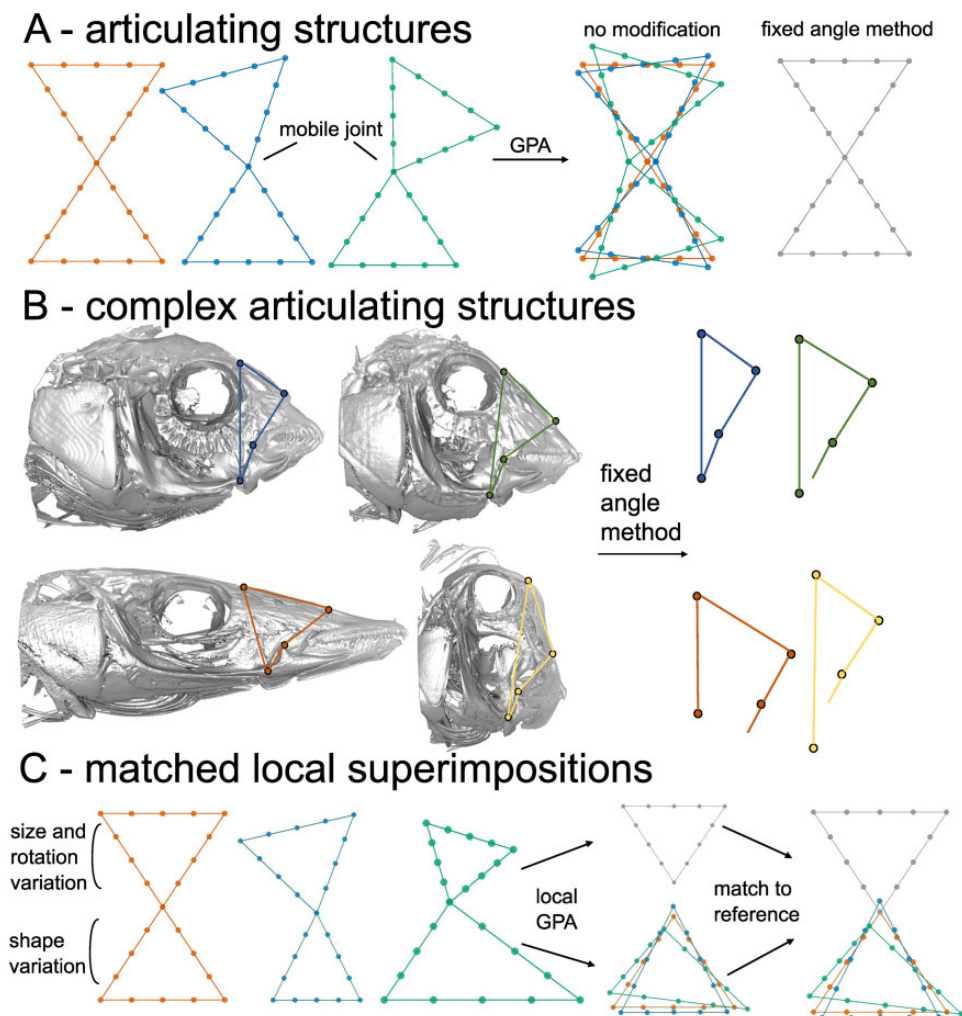 A - articulating structures
no modification
fixed angle method
mobile joint
GPA
B - complex articulating structures
fixed
angle
method
C - matched local superimpositions
size and
rotation
variation
shape
variation
local
GPA
match to
reference